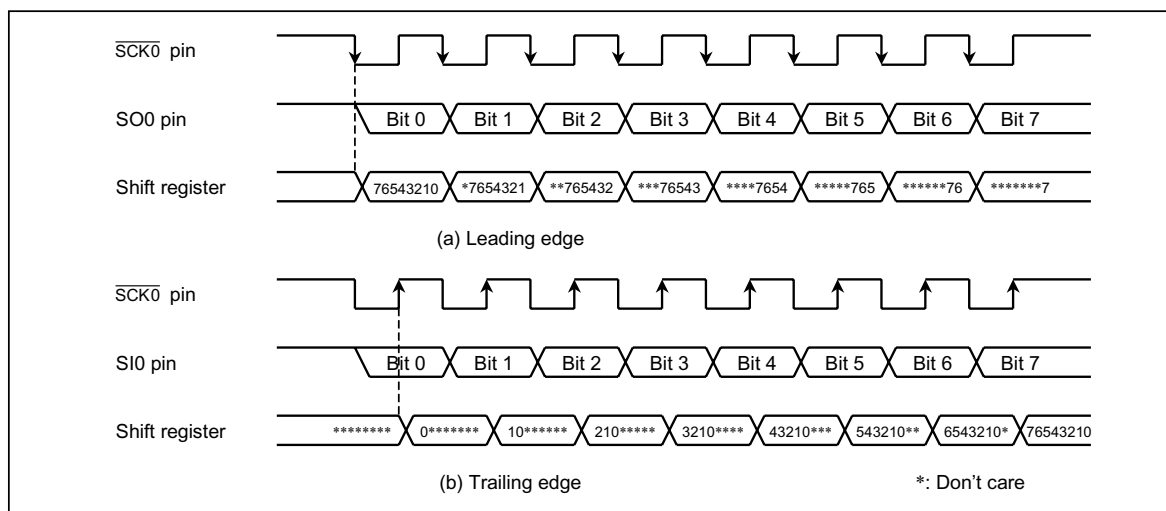 SCK0 pin
SO0 pin Bit 0 Bit 1 Bit 2 Bit 3 Bit 4 Bit 5 Bit 6 Bit 7
Shift register 76543210 *7654321 **765432 ***76543 ****7654 *****765 ******76 *******7
(a) Leading edge
SCK0 pin
SI0 pin Bit 0 Bit 1 Bit 2 Bit 3 Bit 4 Bit 5 Bit 6 Bit 7
Shift register ******** 0******* 10****** 210***** 3210**** 43210*** 543210** 6543210* 76543210
(b) Trailing edge *: Don't care